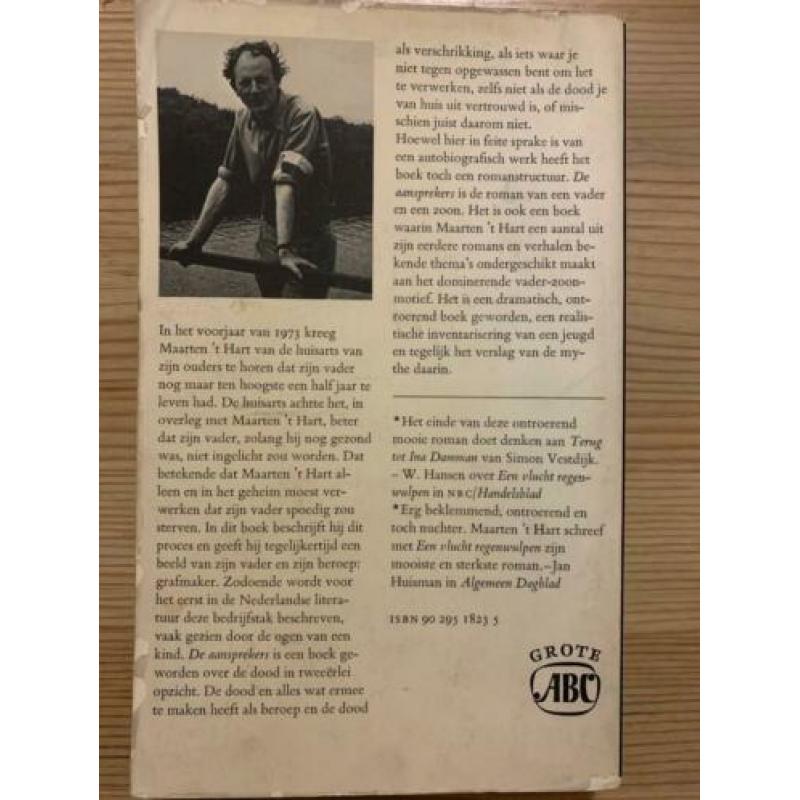 In het voorjaar van 1973 kreeg
Maarten 't Hart van de huisarts van
zijn ouders te horen dat zijn vader
nog maar ten hoogste een half jaar te
leven had. De huisarts achtte het, in
overleg met Maarten 't Hart, beter
dat zijn vader, zolang hij nog gezond
was, niet ingelicht zou worden. Dat
betekende dat Maarten 't Hart al-
leen en in het geheim moest ver-
werken dat zijn vader spoedig zou
sterven. In dit boek beschrijft hij dit
proces en geeft hij tegelijkertijd een
beeld van zijn vader en zijn beroep:
grafmaker. Zodoende wordt voor
het eerst in de Nederlandse litera-
tuur deze bedrijfstak beschreven,
vaak gezien door de ogen van een
kind. De aansprekers is een boek ge-
worden over de dood in tweeërlei
opzicht. De dood en alles wat ermee
te maken heeft als beroep en de dood
als verschrikking, als iets waar je
niet tegen opgewassen bent om het
te verwerken, zelfs niet als de dood je
van huis uit vertrouwd is, of mis-
schien juist daarom niet.
Hoewel hier in feite sprake is van
een autobiografisch werk heeft het
boek toch een romanstructuur. De
aansprekers is de roman van een vader
en een zoon. Het is ook een boek
waarin Maarten 't Hart een aantal uit
zijn eerdere romans en verhalen be-
kende thema's ondergeschikt maakt
aan het dominerende vader-zoon-
motief. Het is een dramatisch, ont-
roerend boek geworden, een realis-
tische inventarisering van een jeugd
en tegelijk het verslag van de my-
the daarin.
*Het einde van deze ontroerend
mooie roman doet denken aan Terug
tot Ina Damman van Simon Vestdijk.
– W. Hansen over Een vlucht regen-
wulpen in NRC/Handelsblad
*Erg beklemmend, ontroerend en
toch nuchter. Maarten 't Hart schreef
met Een vlucht regenwulpen zijn
mooiste en sterkste roman.–Jan
Huisman in Algemeen Dagblad
ISBN 90 295 1823 5
GROTE
ABC